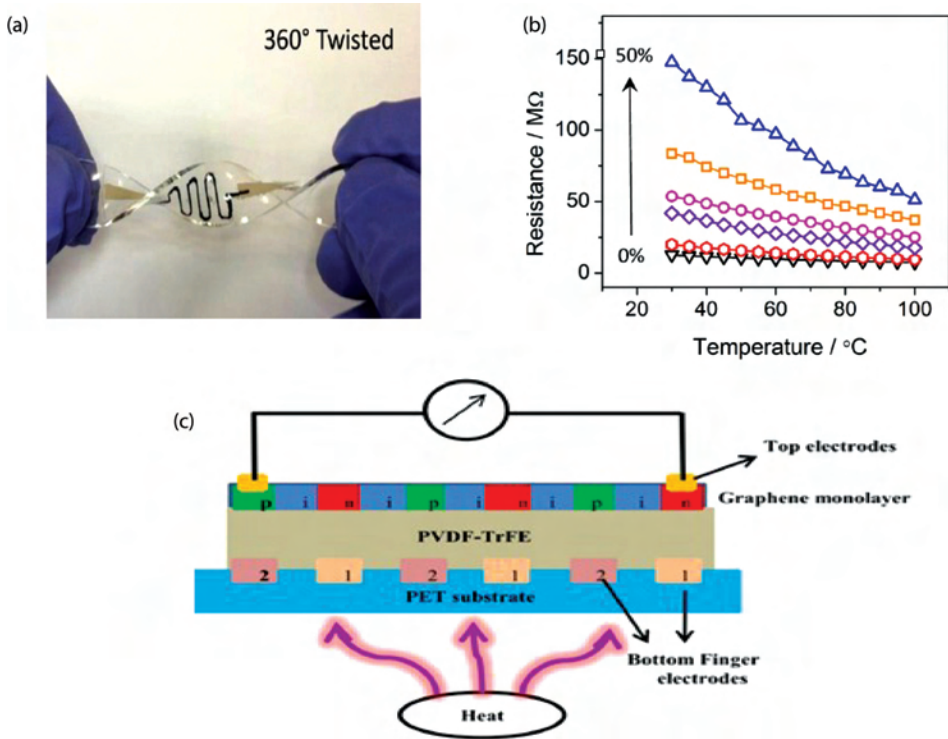 (a)
360° Twisted
(b)
150
50%
100
50
0%
0
Resistance / MΩ
20 40 60 80 100
Temperature / °C
(c)
Top electrodes
p i n i p i n i p i n
Graphene monolayer
PVDF-TrFE
2 1 2 1 2 1
PET substrate
Bottom Finger
electrodes
Heat